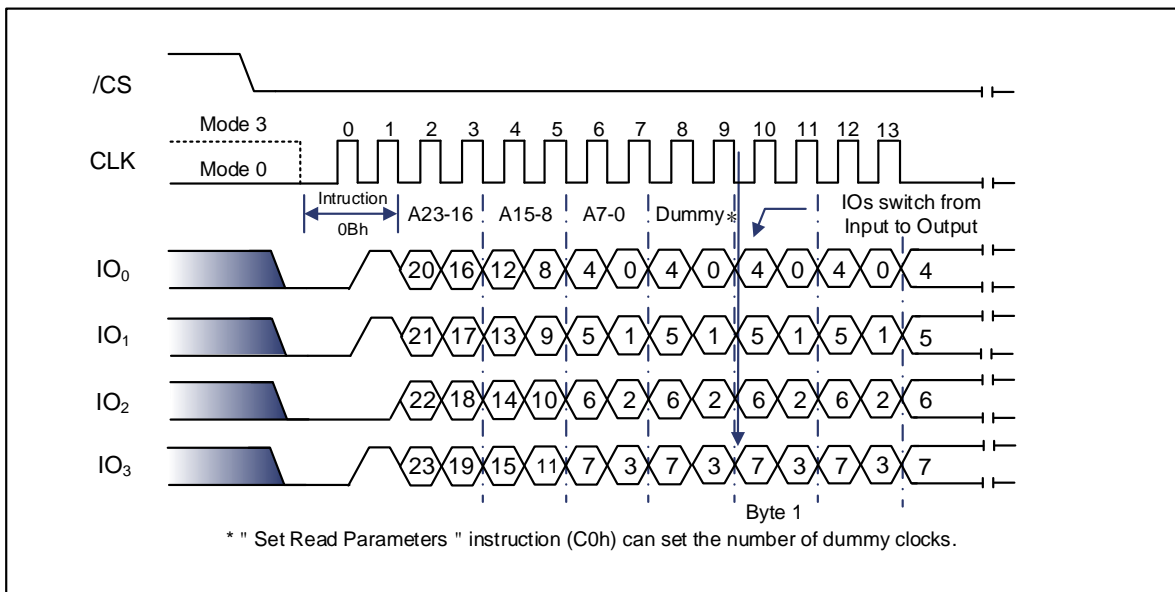 /CS
Mode 3
0 1 2 3 4 5 6 7 8 9 10 11 12 13
CLK
Mode 0
Intruction
0Bh
A23-16
A15-8
A7-0
Dummy*
IOs switch from
Input to Output
IO0 20 16 12 8 4 0 4 0 4 0 4 0 4
IO1 21 17 13 9 5 1 5 1 5 1 5 1 5
IO2 22 18 14 10 6 2 6 2 6 2 6 2 6
IO3 23 19 15 11 7 3 7 3 7 3 7 3 7
Byte 1
* " Set Read Parameters " instruction (C0h) can set the number of dummy clocks.